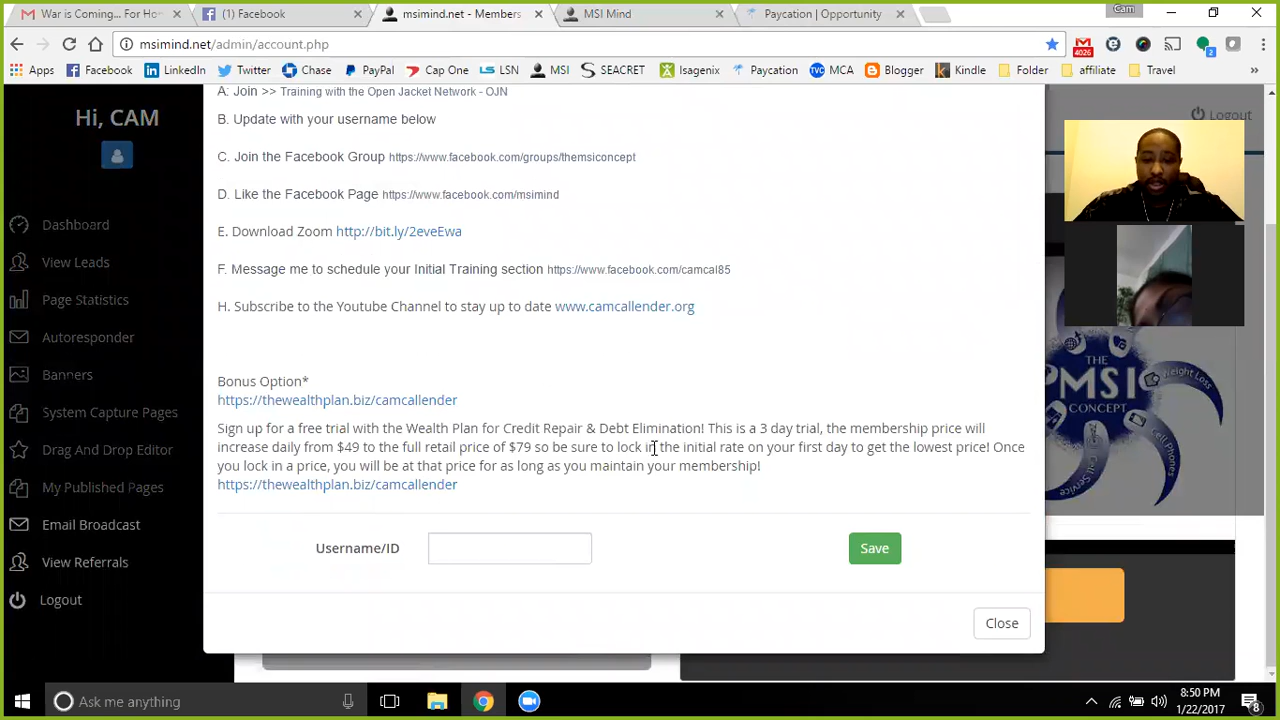 War is Coming... For Ho
(1) Facebook
msimind.net - Members
MSI Mind
Paycation | Opportunity
Cam
msimind.net/admin/account.php
4026
2
Apps
Facebook
LinkedIn
Twitter
Chase
PayPal
Cap One
LSN
MSI
SEACRET
Isagenix
Paycation
TVC
MCA
Blogger
Kindle
Folder
affiliate
Travel
Hi, CAM
Dashboard
View Leads
Page Statistics
Autoresponder
Banners
System Capture Pages
Drag And Drop Editor
My Published Pages
Email Broadcast
View Referrals
Logout
A: Join >> Training with the Open Jacket Network - OJN
B. Update with your username below
C. Join the Facebook Group https://www.facebook.com/groups/themsiconcept
D. Like the Facebook Page https://www.facebook.com/msimind
E. Download Zoom http://bit.ly/2eveEwa
F. Message me to schedule your Initial Training section https://www.facebook.com/camcal85
H. Subscribe to the Youtube Channel to stay up to date www.camcallender.org
Bonus Option*
https://thewealthplan.biz/camcallender
Sign up for a free trial with the Wealth Plan for Credit Repair & Debt Elimination! This is a 3 day trial, the membership price will
increase daily from $49 to the full retail price of $79 so be sure to lock in the initial rate on your first day to get the lowest price! Once
you lock in a price, you will be at that price for as long as you maintain your membership!
https://thewealthplan.biz/camcallender
Username/ID
Save
Close
Logout
THE
MSI
CONCEPT
Weight Loss
Cell Service
Ask me anything
8:50 PM
1/22/2017
8